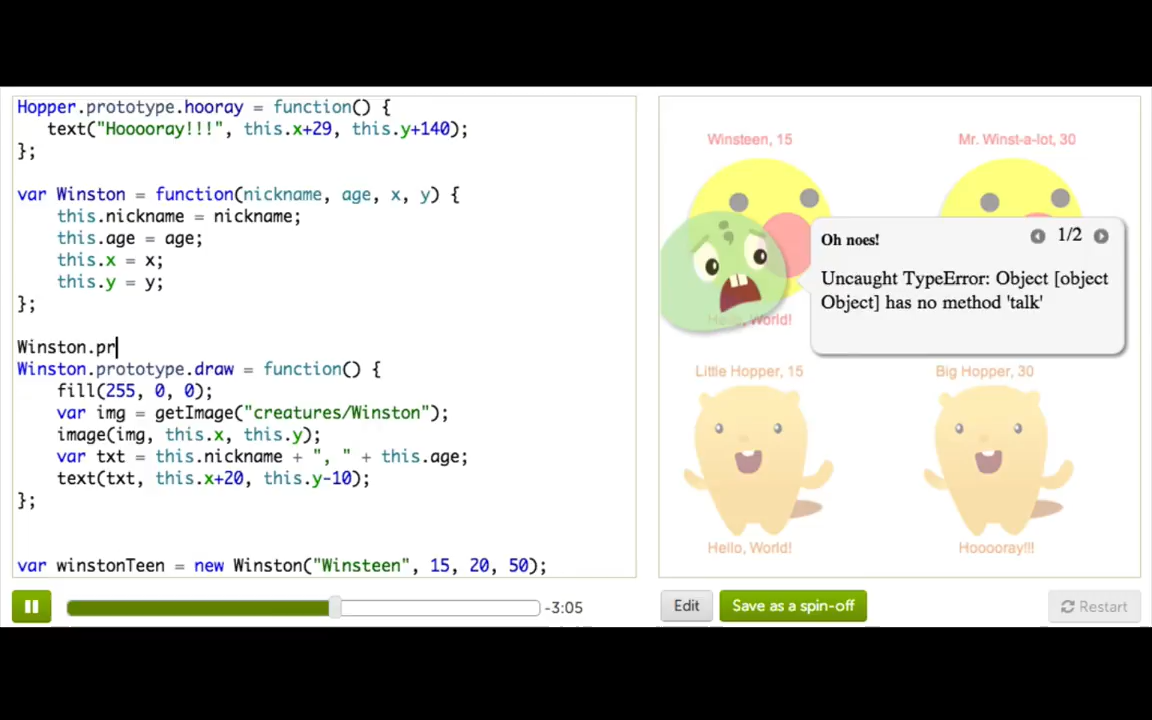 Hopper.prototype.hooray = function() {
text("Hooooray!!!", this.x+29, this.y+140);
};
var Winston = function(nickname, age, x, y) {
this.nickname = nickname;
this.age = age;
this.x = x;
this.y = y;
};
Winston.pr
Winston.prototype.draw = function() {
fill(255, 0, 0);
var img = getImage("creatures/Winston");
image(img, this.x, this.y);
var txt = this.nickname + ", " + this.age;
text(txt, this.x+20, this.y-10);
};
var winstonTeen = new Winston("Winsteen", 15, 20, 50);
-3:05
Winsteen, 15
Mr. Winst-a-lot, 30
Oh noes!
1/2
Uncaught TypeError: Object [object
Object] has no method 'talk'
Hello, World!
Little Hopper, 15
Big Hopper, 30
Hello, World!
Hooooray!!!
Edit
Save as a spin-off
Restart